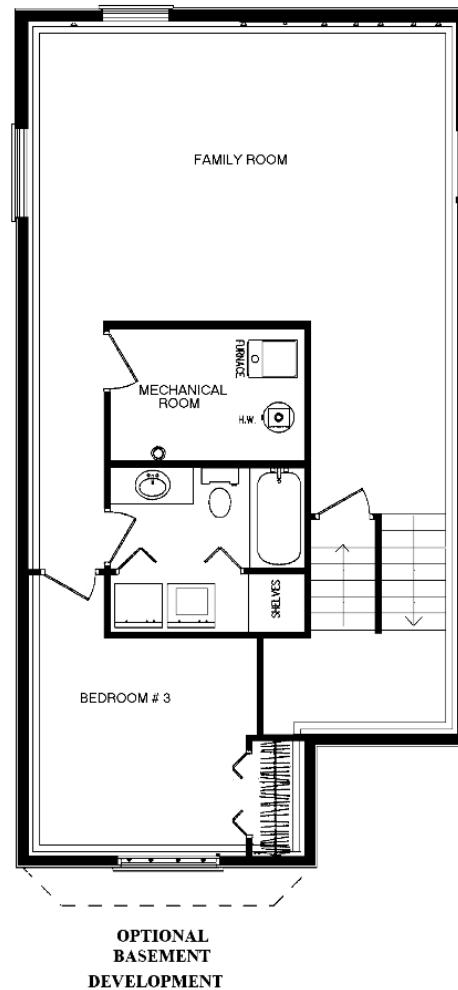 FAMILY ROOM
FURNACE
MECHANICAL
ROOM
H.W.
SHELVES
BEDROOM # 3
OPTIONAL
BASEMENT
DEVELOPMENT